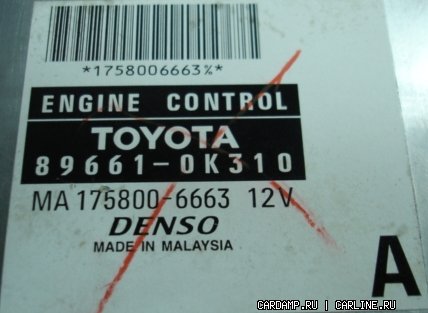 *1758006663%*
ENGINE CONTROL
TOYOTA
89661-0K310
MA 175800-6663 12V
DENSO
MADE IN MALAYSIA
A
CARDAMP.RU | CARLINE.RU